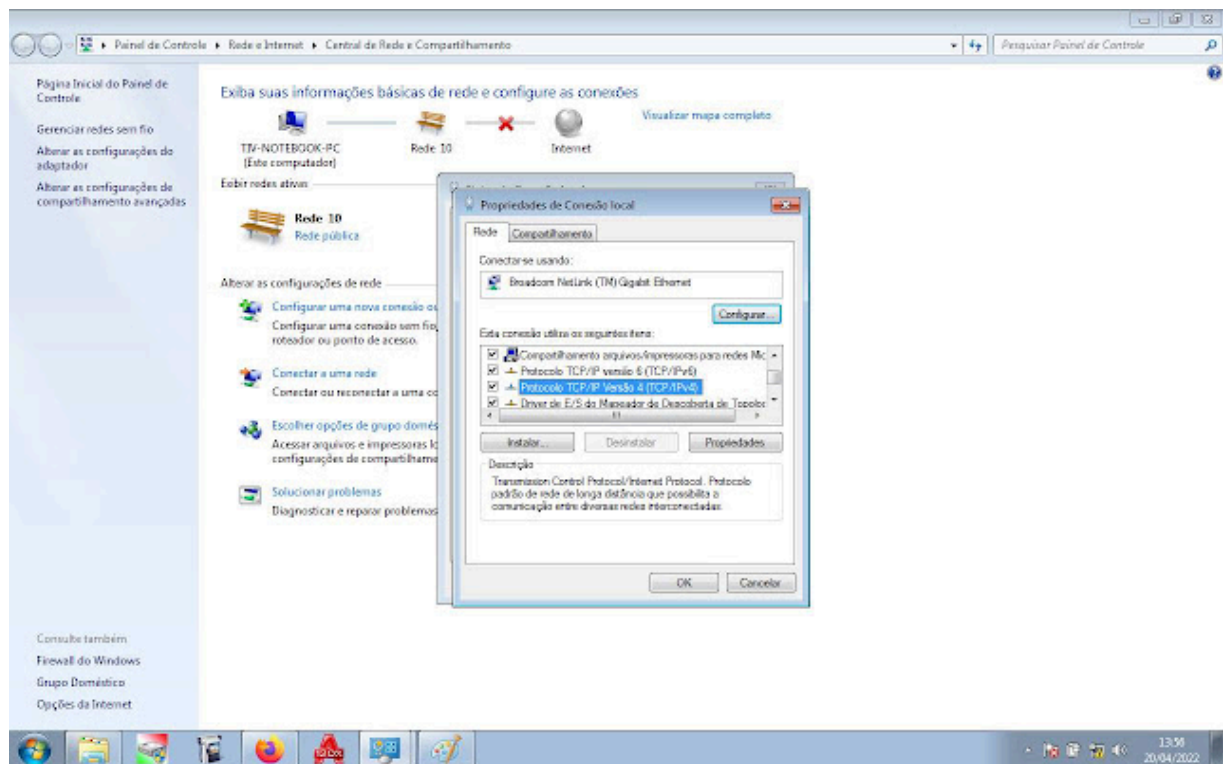 Painel de Controle ▸ Rede e Internet ▸ Central de Rede e Compartilhamento
Pesquisar Painel de Controle
Página Inicial do Painel de
Controle
Gerenciar redes sem fio
Alterar as configurações do
adaptador
Alterar as configurações de
compartilhamento avançadas
Exiba suas informações básicas de rede e configure as conexões
Visualizar mapa completo
TIV-NOTEBOOK-PC
(Este computador)
Rede 10
Internet
Exibir redes ativas
Rede 10
Rede pública
Alterar as configurações de rede
Configurar uma nova conexão ou
Configurar uma conexão sem fio,
roteador ou ponto de acesso.
Conectar a uma rede
Conectar ou reconectar a uma co
Escolher opções de grupo domés
Acessar arquivos e impressoras lo
configurações de compartilhame
Solucionar problemas
Diagnosticar e reparar problemas
Propriedades de Conexão local
Rede
Compartilhamento
Conectar-se usando:
Broadcom NetLink (TM) Gigabit Ethernet
Configurar...
Esta conexão utiliza os seguintes itens:
Compartilhamento arquivos/impressoras para redes Mic
Protocolo TCP/IP versão 6 (TCP/IPv6)
Protocolo TCP/IP Versão 4 (TCP/IPv4)
Driver de E/S do Mapeador de Descoberta de Topoloc
Instalar...
Desinstalar
Propriedades
Descrição
Transmission Control Protocol/Internet Protocol. Protocolo
padrão de rede de longa distância que possibilita a
comunicação entre diversas redes interconectadas.
OK
Cancelar
Consulte também
Firewall do Windows
Grupo Doméstico
Opções da Internet
13:56
20/04/2022